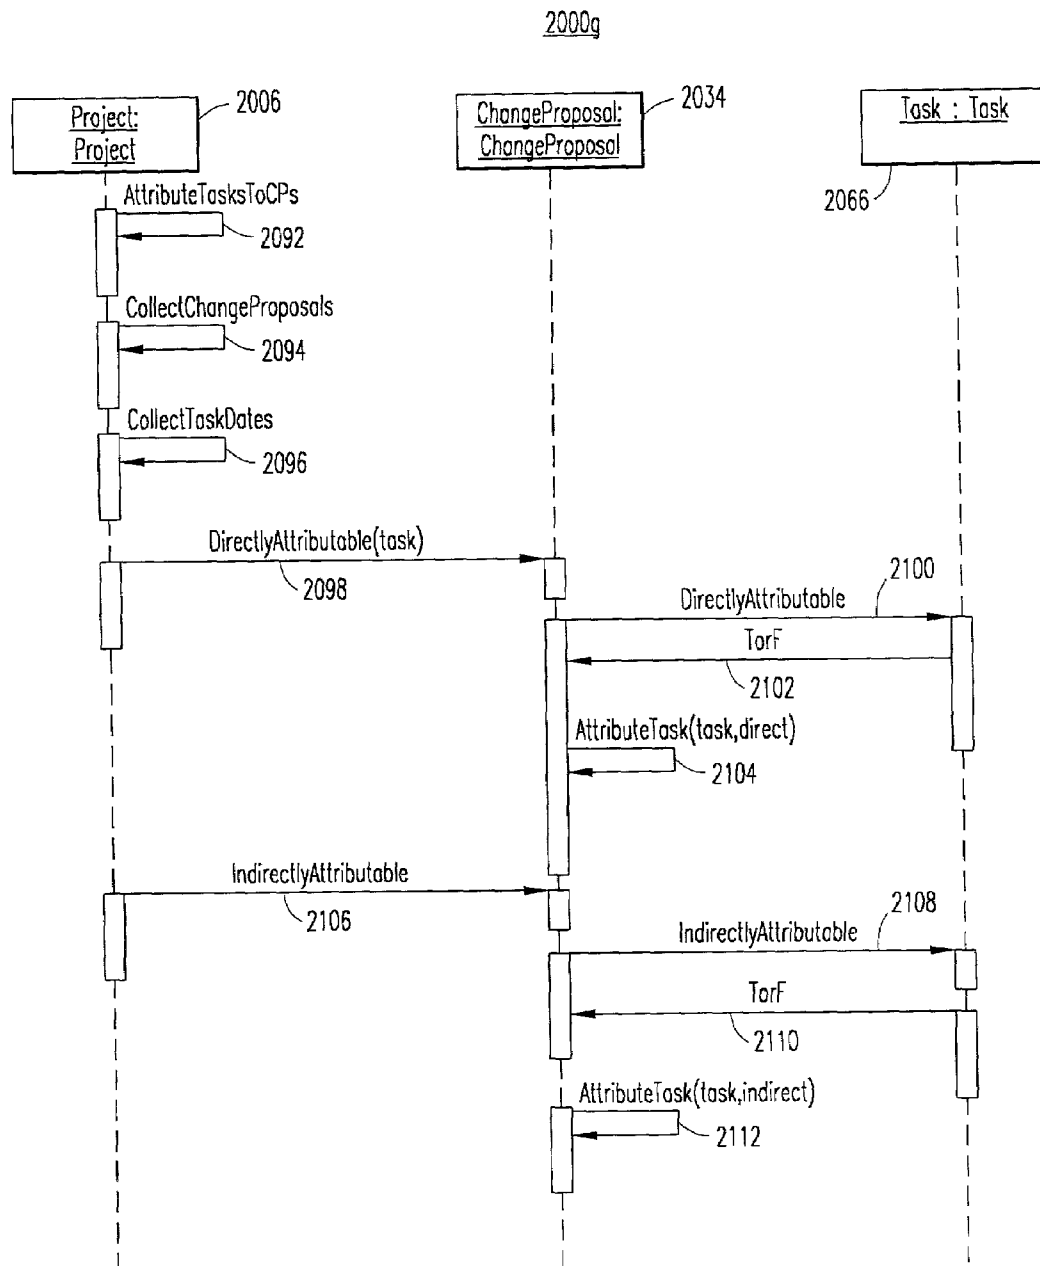 2000g
Project:
Project
2006
ChangeProposal:
ChangeProposal
2034
Task : Task
2066
AttributeTasksToCPs
2092
CollectChangeProposals
2094
CollectTaskDates
2096
DirectlyAttributable(task)
2098
DirectlyAttributable
2100
TorF
2102
AttributeTask(task,direct)
2104
IndirectlyAttributable
2106
IndirectlyAttributable
2108
TorF
2110
AttributeTask(task,indirect)
2112